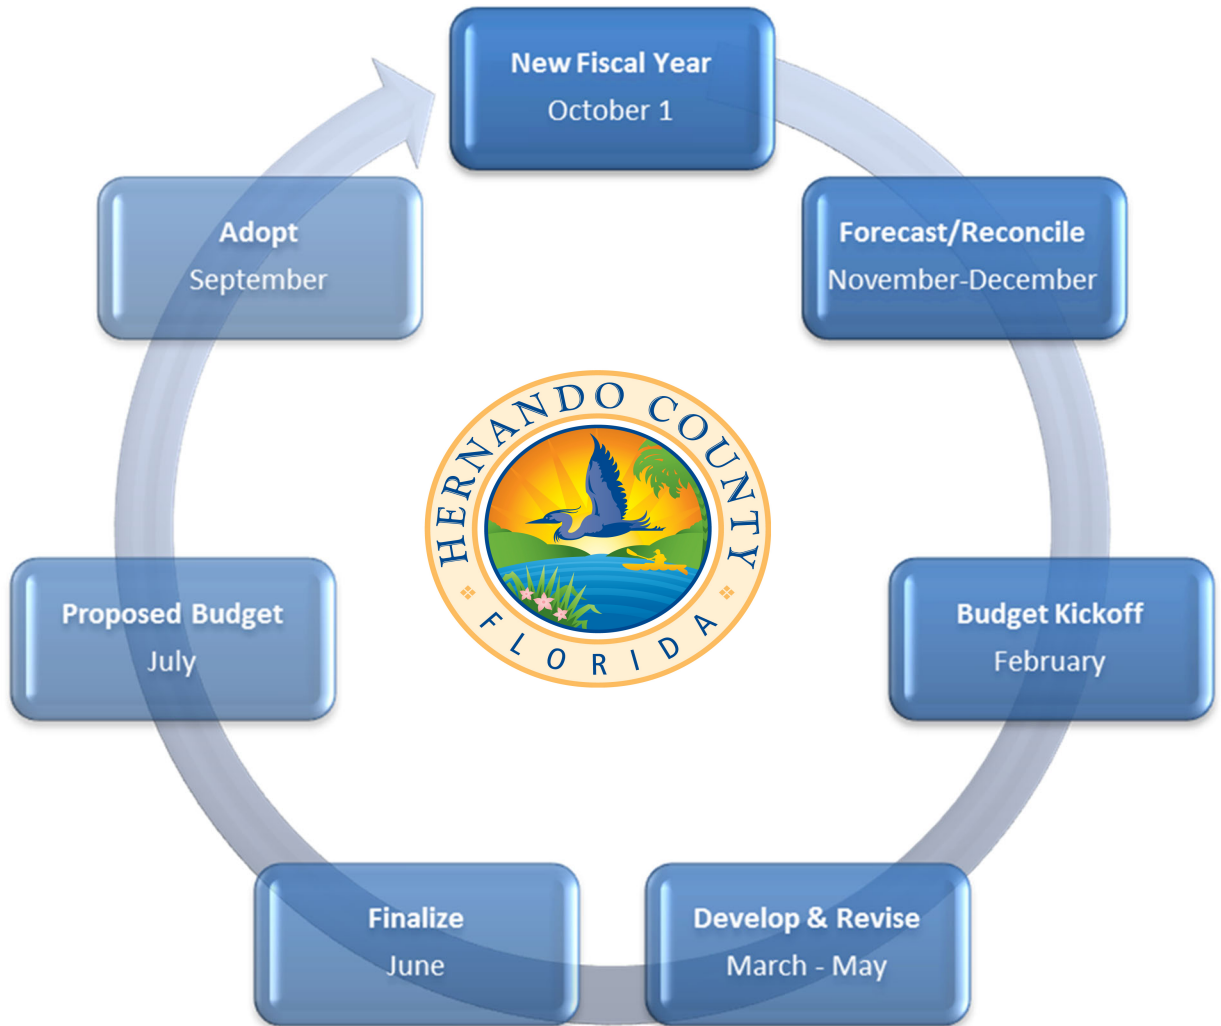 New Fiscal Year
October 1
Forecast/Reconcile
November-December
Budget Kickoff
February
Develop & Revise
March - May
Finalize
June
Proposed Budget
July
Adopt
September
HERNANDO COUNTY
FLORIDA